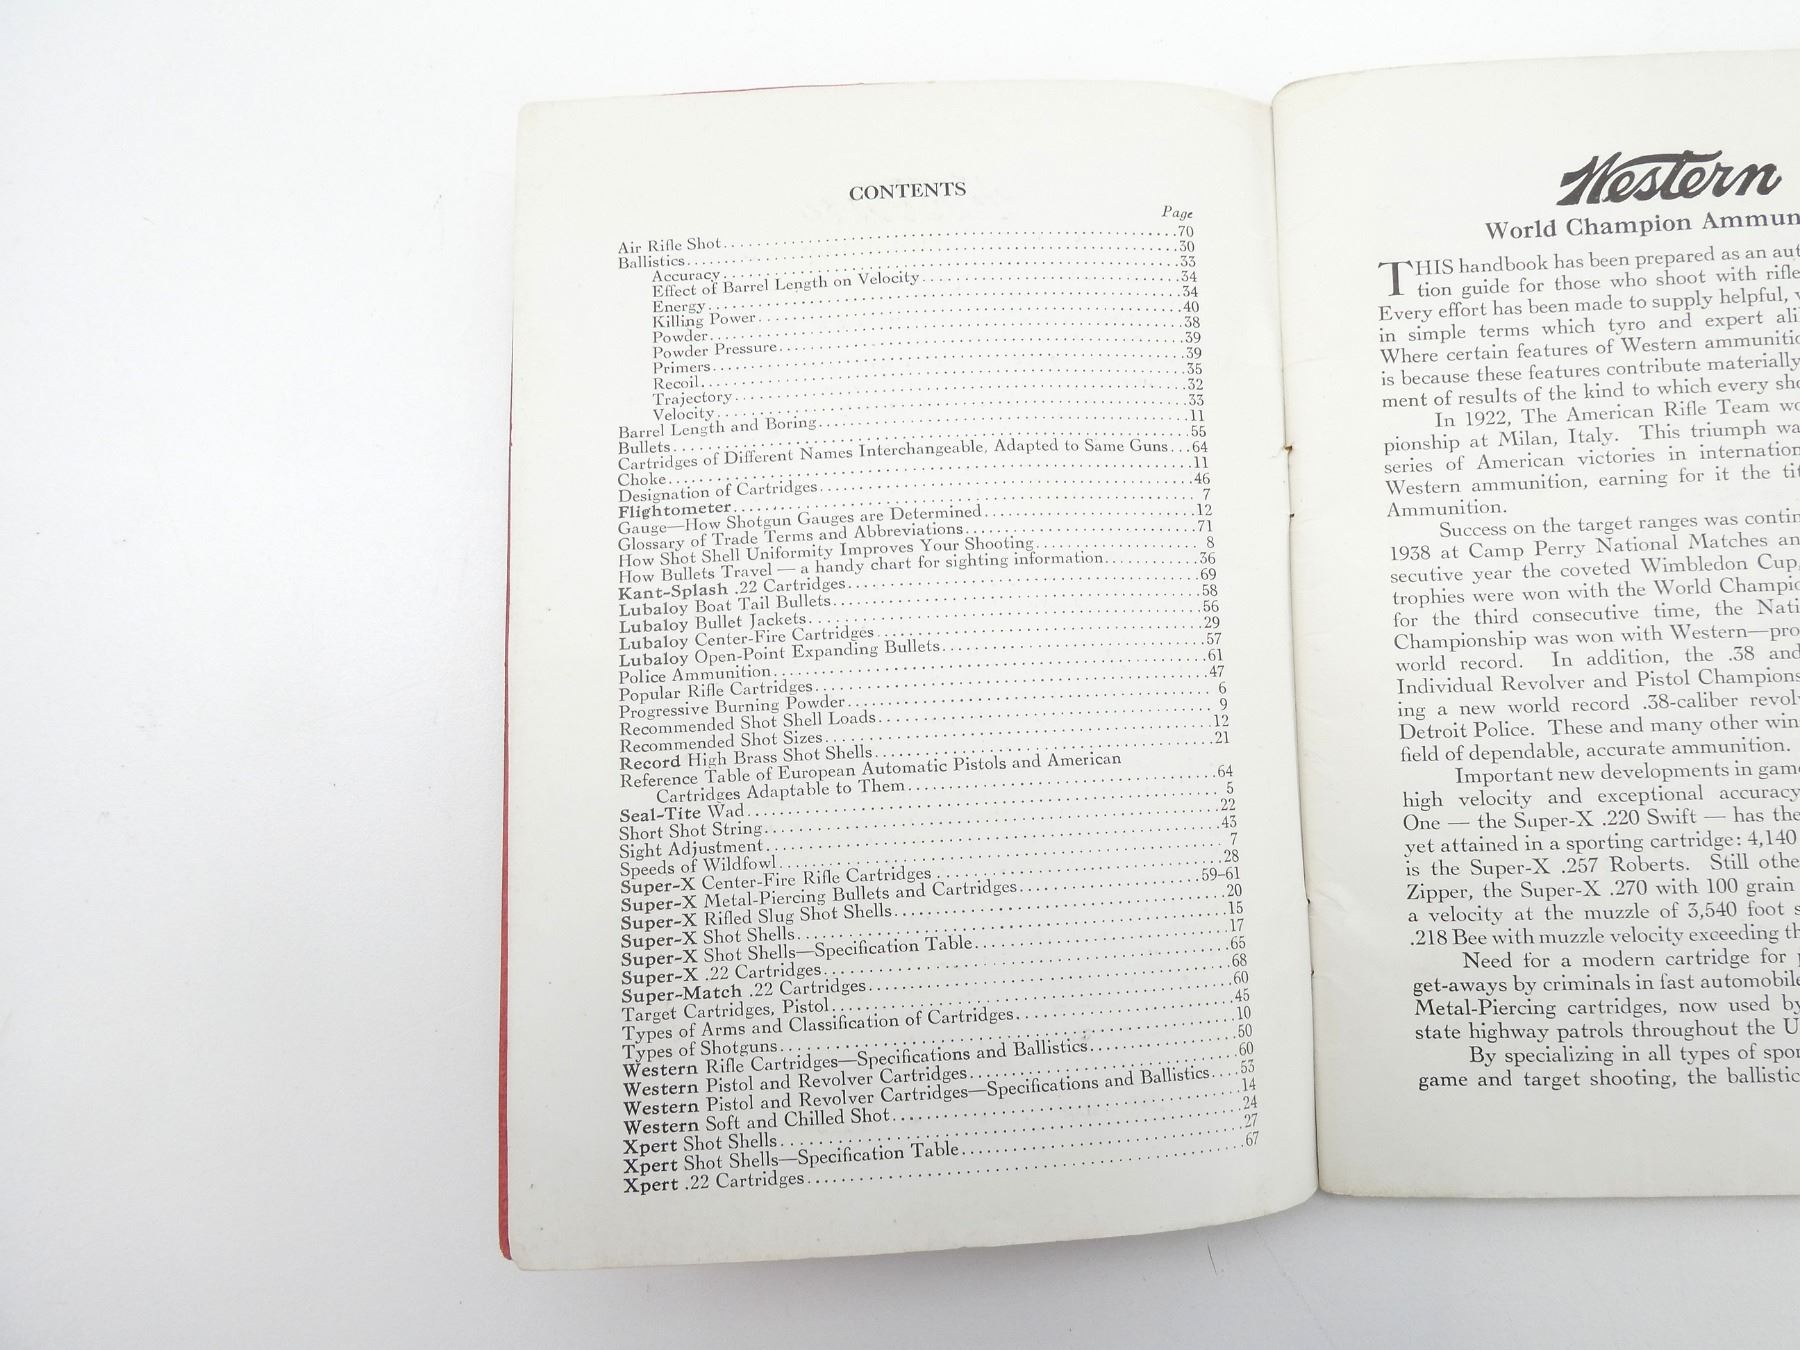 CONTENTS
Page
Air Rifle Shot........70
Ballistics........30
Accuracy........33
Effect of Barrel Length on Velocity........34
Energy........34
Killing Power........40
Powder........38
Powder Pressure........39
Primers........39
Recoil........35
Trajectory........32
Velocity........33
Barrel Length and Boring........11
Bullets........55
Cartridges of Different Names Interchangeable, Adapted to Same Guns...64
Choke........11
Designation of Cartridges........46
Flightometer........7
Gauge—How Shotgun Gauges are Determined........12
Glossary of Trade Terms and Abbreviations........71
How Shot Shell Uniformity Improves Your Shooting........8
How Bullets Travel — a handy chart for sighting information........36
Kant-Splash .22 Cartridges........69
Lubaloy Boat Tail Bullets........58
Lubaloy Bullet Jackets........56
Lubaloy Center-Fire Cartridges........29
Lubaloy Open-Point Expanding Bullets........57
Police Ammunition........61
Popular Rifle Cartridges........47
Progressive Burning Powder........6
Recommended Shot Shell Loads........9
Recommended Shot Sizes........12
Record High Brass Shot Shells........21
Reference Table of European Automatic Pistols and American
Cartridges Adaptable to Them........64
Seal-Tite Wad........5
Short Shot String........22
Sight Adjustment........43
Speeds of Wildfowl........7
Super-X Center-Fire Rifle Cartridges........28
Super-X Metal-Piercing Bullets and Cartridges........59-61
Super-X Rifled Slug Shot Shells........20
Super-X Shot Shells........15
Super-X Shot Shells—Specification Table........17
Super-X .22 Cartridges........65
Super-Match .22 Cartridges........68
Target Cartridges, Pistol........60
Types of Arms and Classification of Cartridges........45
Types of Shotguns........10
Western Rifle Cartridges—Specifications and Ballistics........50
Western Pistol and Revolver Cartridges........60
Western Pistol and Revolver Cartridges—Specifications and Ballistics....53
Western Soft and Chilled Shot........14
Xpert Shot Shells........24
Xpert Shot Shells—Specification Table........27
Xpert .22 Cartridges........67
Western
World Champion Ammun
THIS handbook has been prepared as an aut
tion guide for those who shoot with rifle
Every effort has been made to supply helpful, v
in simple terms which tyro and expert ali
Where certain features of Western ammunitio
is because these features contribute materially
ment of results of the kind to which every sho
In 1922, The American Rifle Team wo
pionship at Milan, Italy. This triumph wa
series of American victories in internation
Western ammunition, earning for it the tit
Ammunition.
Success on the target ranges was contin
1938 at Camp Perry National Matches an
secutive year the coveted Wimbledon Cup,
trophies were won with the World Champio
for the third consecutive time, the Nati
Championship was won with Western—pro
world record. In addition, the .38 and
Individual Revolver and Pistol Champions
ing a new world record .38-caliber revol
Detroit Police. These and many other win
field of dependable, accurate ammunition.
Important new developments in game
high velocity and exceptional accuracy
One — the Super-X .220 Swift — has the
yet attained in a sporting cartridge: 4,140
is the Super-X .257 Roberts. Still othe
Zipper, the Super-X .270 with 100 grain
a velocity at the muzzle of 3,540 foot s
.218 Bee with muzzle velocity exceeding th
Need for a modern cartridge for p
get-aways by criminals in fast automobile
Metal-Piercing cartridges, now used by
state highway patrols throughout the U
By specializing in all types of spor
game and target shooting, the ballistic